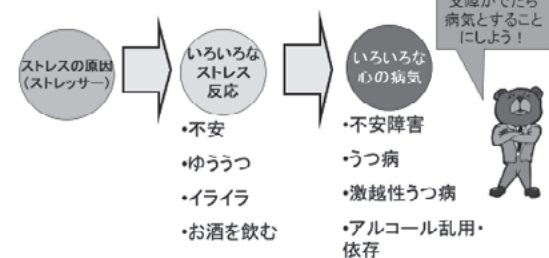 支障がでたら
病気とすること
にしよう！
ストレスの原因
（ストレッサー）
いろいろな
ストレス
反応
いろいろな
心の病気
•不安
•ゆううつ
•イライラ
•お酒を飲む
•不安障害
•うつ病
•激越性うつ病
•アルコール乱用・
依存